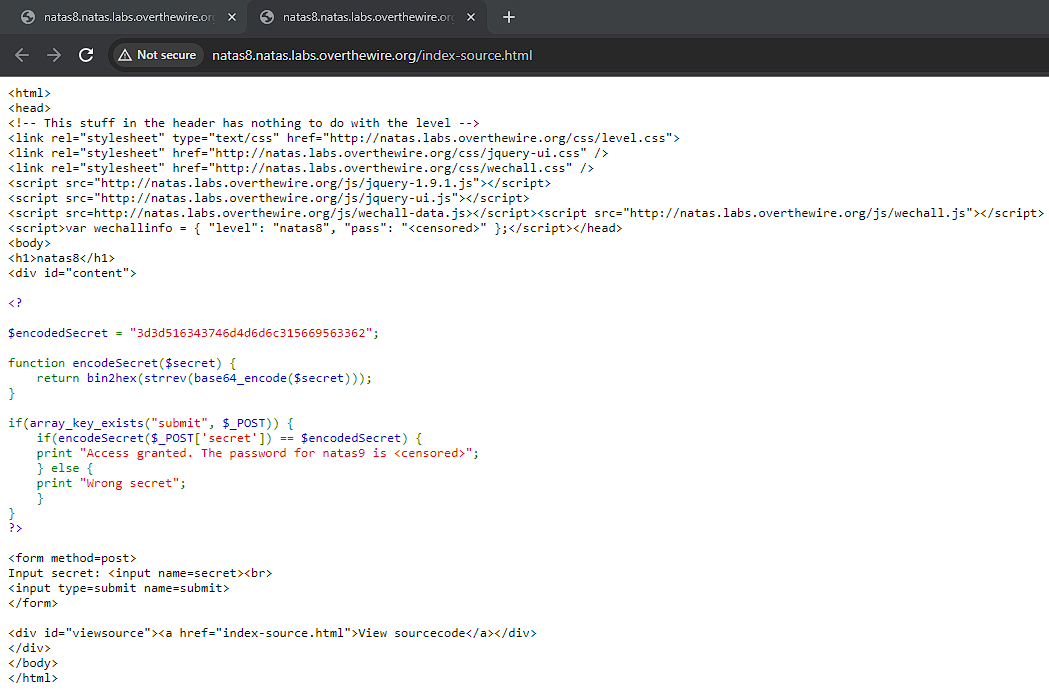 natas8.natas.labs.overthewire.or
natas8.natas.labs.overthewire.or
Not secure
natas8.natas.labs.overthewire.org/index-source.html
<html>
<head>
<!-- This stuff in the header has nothing to do with the level -->
<link rel="stylesheet" type="text/css" href="http://natas.labs.overthewire.org/css/level.css">
<link rel="stylesheet" href="http://natas.labs.overthewire.org/css/jquery-ui.css" />
<link rel="stylesheet" href="http://natas.labs.overthewire.org/css/wechall.css" />
<script src="http://natas.labs.overthewire.org/js/jquery-1.9.1.js"></script>
<script src="http://natas.labs.overthewire.org/js/jquery-ui.js"></script>
<script src=http://natas.labs.overthewire.org/js/wechall-data.js></script><script src="http://natas.labs.overthewire.org/js/wechall.js"></script>
<script>var wechallinfo = { "level": "natas8", "pass": "<censored>" };</script></head>
<body>
<h1>natas8</h1>
<div id="content">
<?
$encodedSecret = "3d3d516343746d4d6d6c315669563362";
function encodeSecret($secret) {
    return bin2hex(strrev(base64_encode($secret)));
}
if(array_key_exists("submit", $_POST)) {
    if(encodeSecret($_POST['secret']) == $encodedSecret) {
    print "Access granted. The password for natas9 is <censored>";
    } else {
    print "Wrong secret";
    }
}
?>
<form method=post>
Input secret: <input name=secret><br>
<input type=submit name=submit>
</form>
<div id="viewsource"><a href="index-source.html">View sourcecode</a></div>
</div>
</body>
</html>